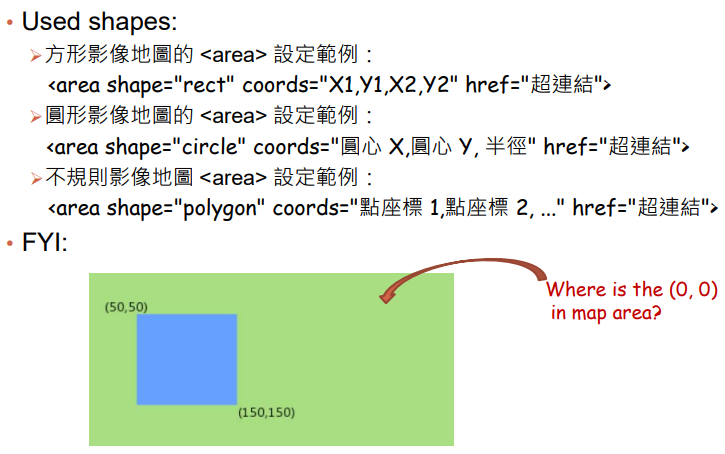 • Used shapes:
➢方形影像地圖的 <area> 設定範例：
<area shape="rect" coords="X1,Y1,X2,Y2" href="超連結">
➢圓形影像地圖的 <area> 設定範例：
<area shape="circle" coords="圓心 X,圓心 Y, 半徑" href="超連結">
➢不規則影像地圖 <area> 設定範例：
<area shape="polygon" coords="點座標 1,點座標 2, ..." href="超連結">
• FYI:
Where is the (0, 0)
in map area?
(50,50)
(150,150)